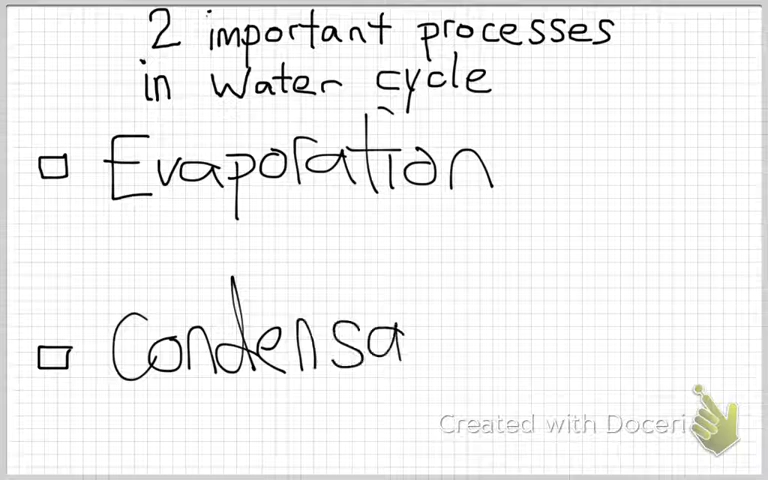 2 important processes
in Water cycle
Evaporation
Condensa
Created with Doceri